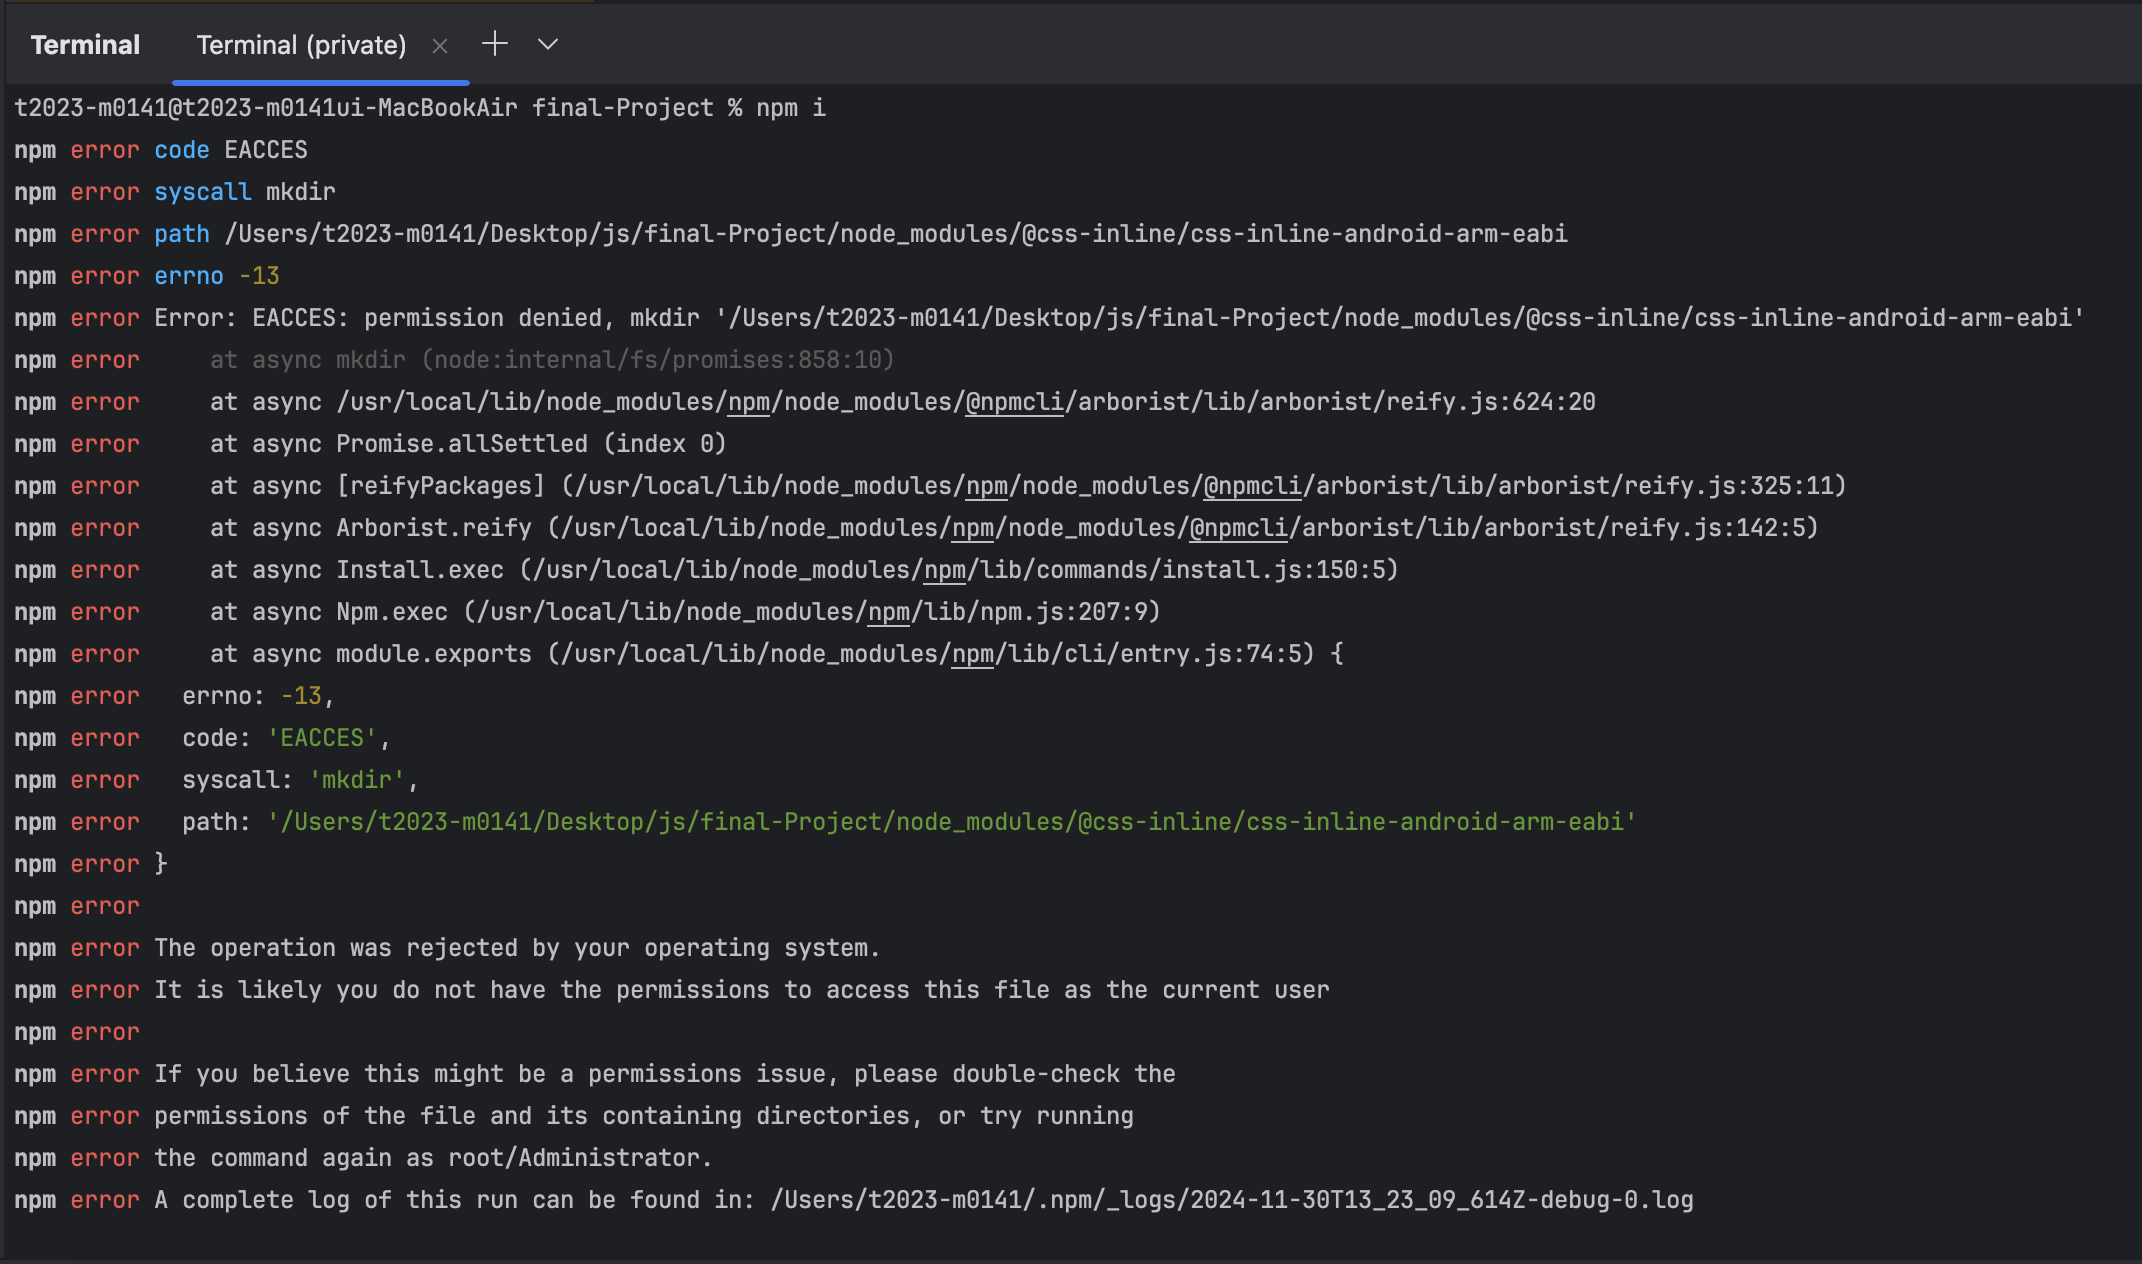 Terminal Terminal (private)
t2023-m0141@t2023-m0141ui-MacBookAir final-Project % npm i
npm error code EACCES
npm error syscall mkdir
npm error path /Users/t2023-m0141/Desktop/js/final-Project/node_modules/@css-inline/css-inline-android-arm-eabi
npm error errno -13
npm error Error: EACCES: permission denied, mkdir '/Users/t2023-m0141/Desktop/js/final-Project/node_modules/@css-inline/css-inline-android-arm-eabi'
npm error     at async mkdir (node:internal/fs/promises:858:10)
npm error     at async /usr/local/lib/node_modules/npm/node_modules/@npmcli/arborist/lib/arborist/reify.js:624:20
npm error     at async Promise.allSettled (index 0)
npm error     at async [reifyPackages] (/usr/local/lib/node_modules/npm/node_modules/@npmcli/arborist/lib/arborist/reify.js:325:11)
npm error     at async Arborist.reify (/usr/local/lib/node_modules/npm/node_modules/@npmcli/arborist/lib/arborist/reify.js:142:5)
npm error     at async Install.exec (/usr/local/lib/node_modules/npm/lib/commands/install.js:150:5)
npm error     at async Npm.exec (/usr/local/lib/node_modules/npm/lib/npm.js:207:9)
npm error     at async module.exports (/usr/local/lib/node_modules/npm/lib/cli/entry.js:74:5) {
npm error   errno: -13,
npm error   code: 'EACCES',
npm error   syscall: 'mkdir',
npm error   path: '/Users/t2023-m0141/Desktop/js/final-Project/node_modules/@css-inline/css-inline-android-arm-eabi'
npm error }
npm error
npm error The operation was rejected by your operating system.
npm error It is likely you do not have the permissions to access this file as the current user
npm error
npm error If you believe this might be a permissions issue, please double-check the
npm error permissions of the file and its containing directories, or try running
npm error the command again as root/Administrator.
npm error A complete log of this run can be found in: /Users/t2023-m0141/.npm/_logs/2024-11-30T13_23_09_614Z-debug-0.log